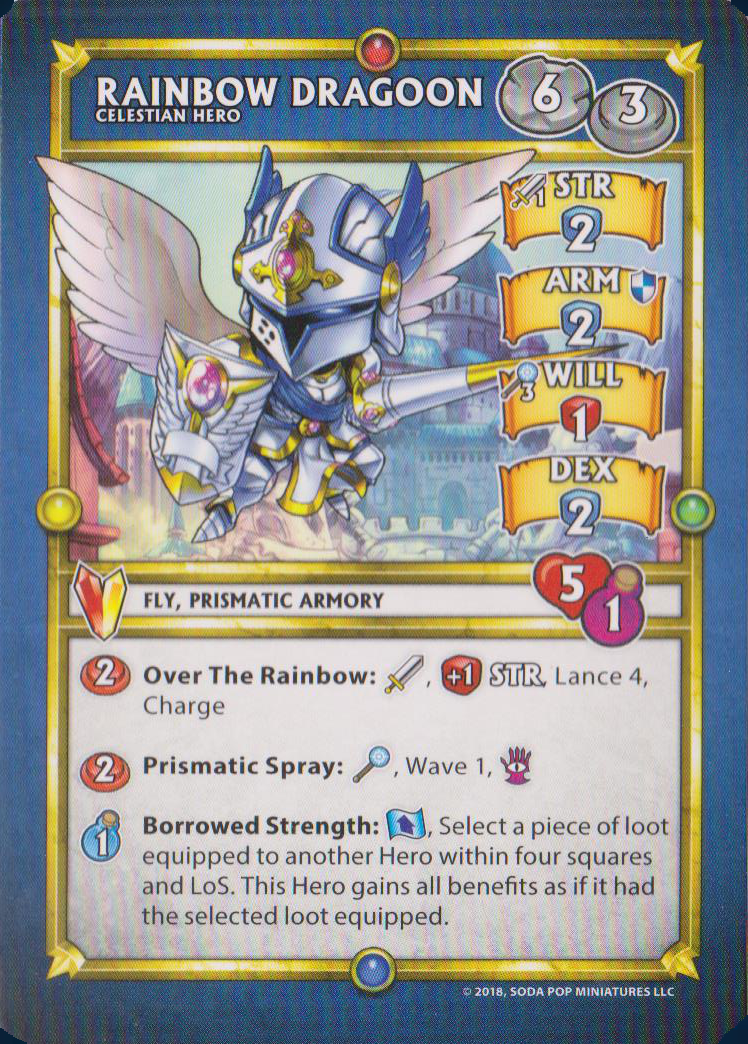 RAINBOW DRAGOON
CELESTIAN HERO
6
3
1 STR
2
ARM
2
3 WILL
1
DEX
2
FLY, PRISMATIC ARMORY
5
1
2 Over The Rainbow: , +1 STR, Lance 4,
Charge
2 Prismatic Spray: , Wave 1,
1 Borrowed Strength: , Select a piece of loot
equipped to another Hero within four squares
and LoS. This Hero gains all benefits as if it had
the selected loot equipped.
© 2018, SODA POP MINIATURES LLC